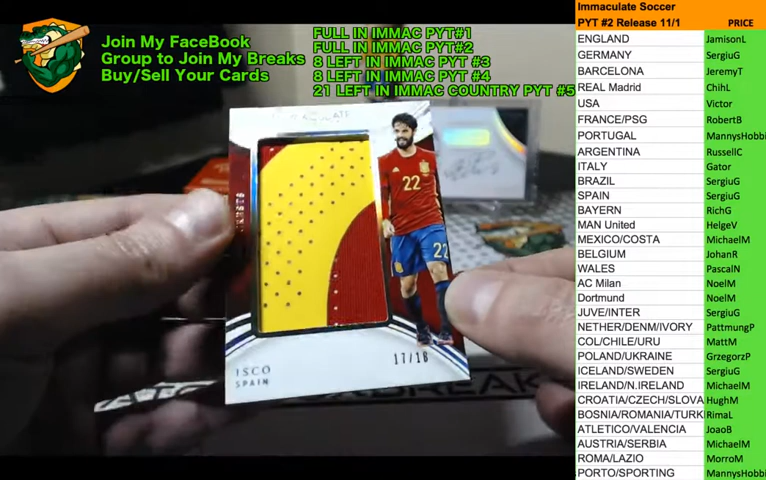 Join My FaceBook
Group to Join My Breaks
Buy/Sell Your Cards
FULL IN IMMAC PYT#1
FULL IN IMMAC PYT#2
8 LEFT IN IMMAC PYT #3
8 LEFT IN IMMAC PYT #4
21 LEFT IN IMMAC COUNTRY PYT #5
22
22
ISCO
SPAIN
17/18
Immaculate Soccer
PYT #2 Release 11/1 PRICE
ENGLAND JamisonL
GERMANY SergiuG
BARCELONA JeremyT
REAL Madrid ChihL
USA Victor
FRANCE/PSG RobertB
PORTUGAL MannysHobbi
ARGENTINA RussellC
ITALY Gator
BRAZIL SergiuG
SPAIN SergiuG
BAYERN RichG
MAN United HelgeV
MEXICO/COSTA MichaelM
BELGIUM JohanR
WALES PascalN
AC Milan NoelM
Dortmund NoelM
JUVE/INTER SergiuG
NETHER/DENM/IVORY PattmungP
COL/CHILE/URU MattM
POLAND/UKRAINE GrzegorzP
ICELAND/SWEDEN SergiuG
IRELAND/N.IRELAND MichaelM
CROATIA/CZECH/SLOVA HughM
BOSNIA/ROMANIA/TURK RimaL
ATLETICO/VALENCIA JoaoB
AUSTRIA/SERBIA MichaelM
ROMA/LAZIO MorroM
PORTO/SPORTING MannysHobbi